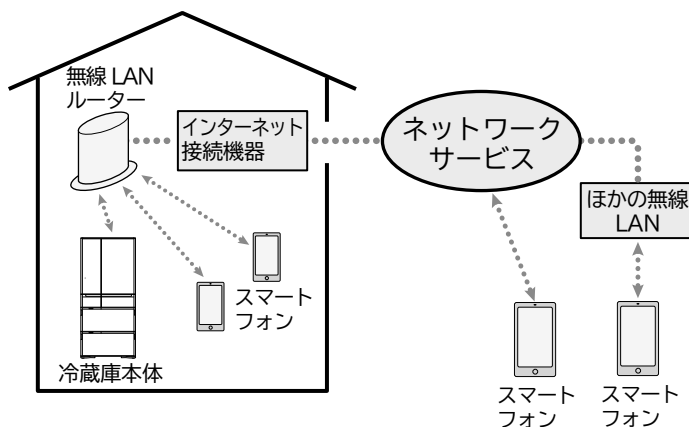 無線 LAN
ルーター
インターネット
接続機器
ネットワーク
サービス
ほかの無線
LAN
スマート
フォン
冷蔵庫本体
スマート
フォン
スマート
フォン